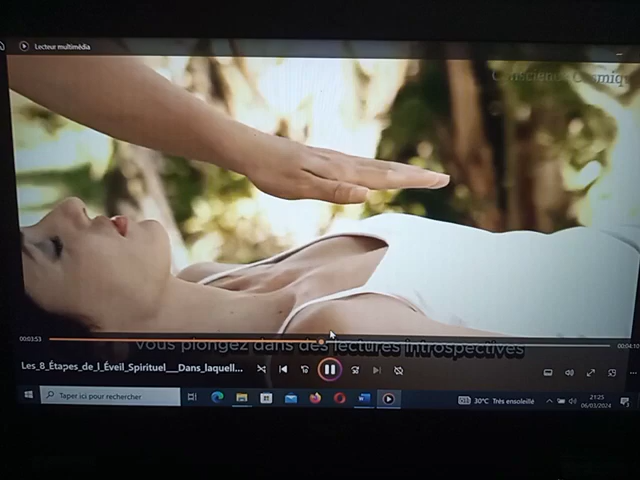 Lecteur multimédia
Conscience Cosmiq
vous plongez dans des lectures introspectives
00:03:53
00:04:10
Les_8_Étapes_de_l_Éveil_Spirituel__Dans_laquell...
Taper ici pour rechercher
30°C Très ensoleillé
21:25
06/03/2024